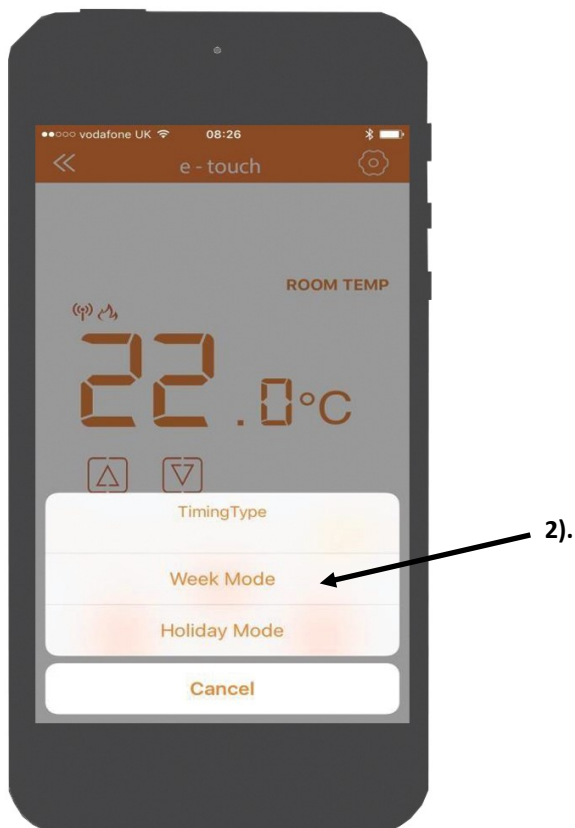 vodafone UK 08:26
e - touch
ROOM TEMP
22.0°C
TimingType
2).
Week Mode
Holiday Mode
Cancel